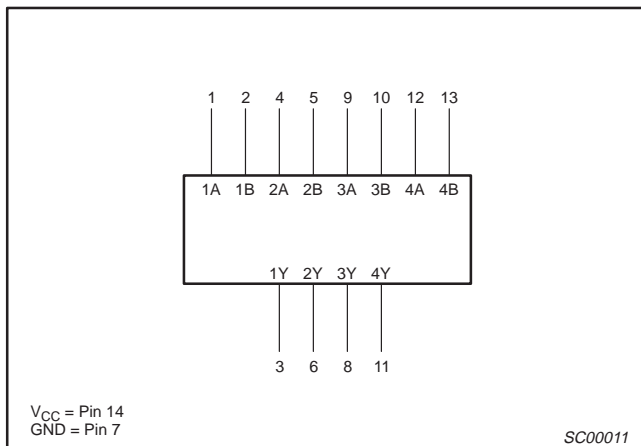 1 2 4 5 9 10 12 13
1A 1B 2A 2B 3A 3B 4A 4B
1Y 2Y 3Y 4Y
3 6 8 11
VCC = Pin 14
GND = Pin 7
SC00011